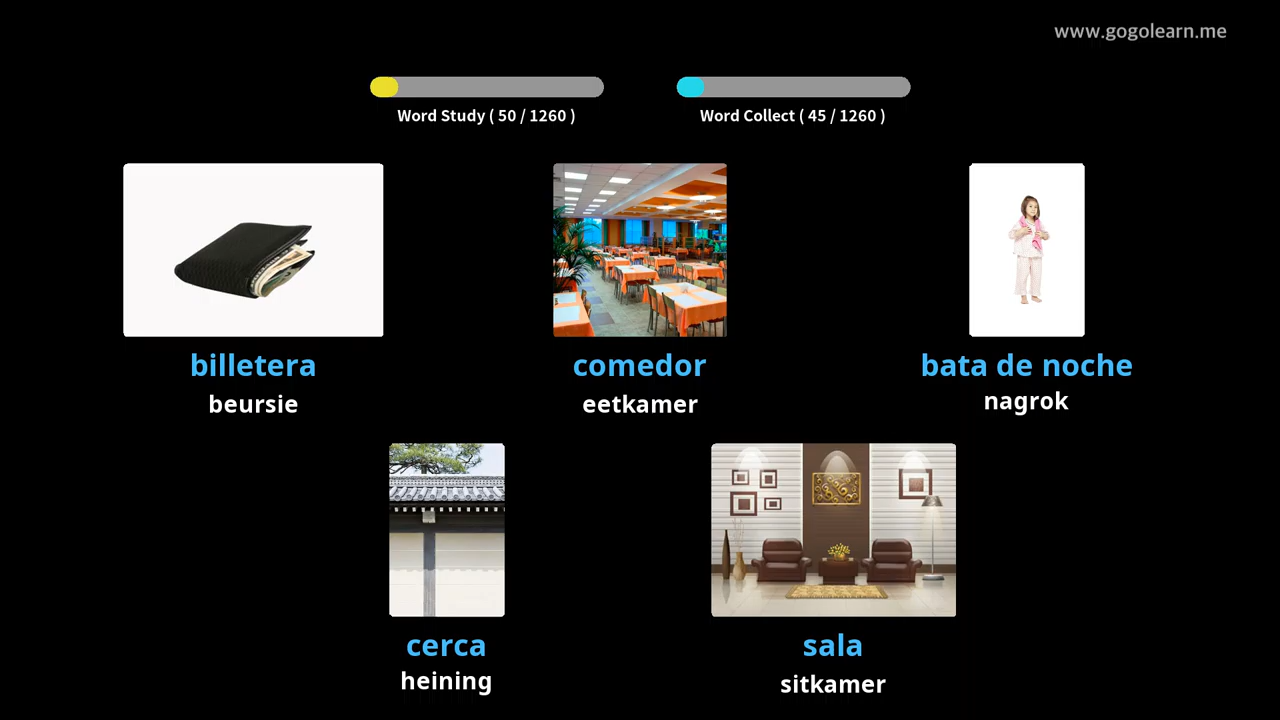 www.gogolearn.me
Word Study ( 50 / 1260 )
Word Collect ( 45 / 1260 )
billetera
beursie
comedor
eetkamer
bata de noche
nagrok
cerca
heining
sala
sitkamer